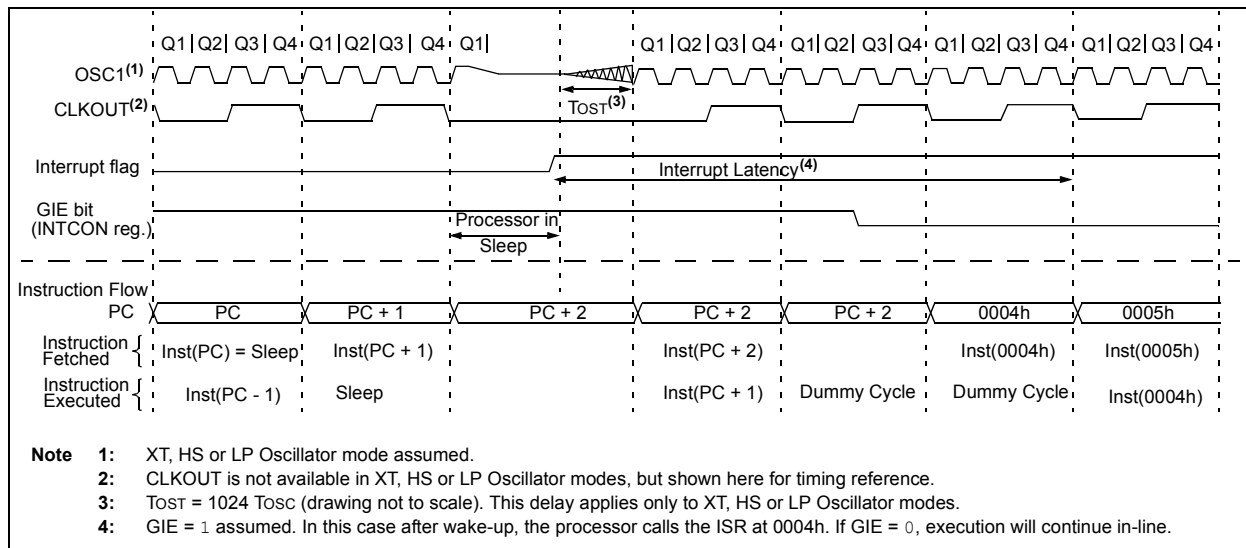 Q1 Q2 Q3 Q4 Q1 Q2 Q3 Q4 Q1 Q1 Q2 Q3 Q4 Q1 Q2 Q3 Q4 Q1 Q2 Q3 Q4 Q1 Q2 Q3 Q4
OSC1(1)
CLKOUT(2)
TOST(3)
Interrupt flag
Interrupt Latency(4)
GIE bit
(INTCON reg.)
Processor in
Sleep
Instruction Flow
PC PC PC + 1 PC + 2 PC + 2 PC + 2 0004h 0005h
Instruction
Fetched
Inst(PC) = Sleep Inst(PC + 1) Inst(PC + 2) Inst(0004h) Inst(0005h)
Instruction
Executed
Inst(PC - 1) Sleep Inst(PC + 1) Dummy Cycle Dummy Cycle Inst(0004h)
Note 1: XT, HS or LP Oscillator mode assumed.
2: CLKOUT is not available in XT, HS or LP Oscillator modes, but shown here for timing reference.
3: TOST = 1024 TOSC (drawing not to scale). This delay applies only to XT, HS or LP Oscillator modes.
4: GIE = 1 assumed. In this case after wake-up, the processor calls the ISR at 0004h. If GIE = 0, execution will continue in-line.